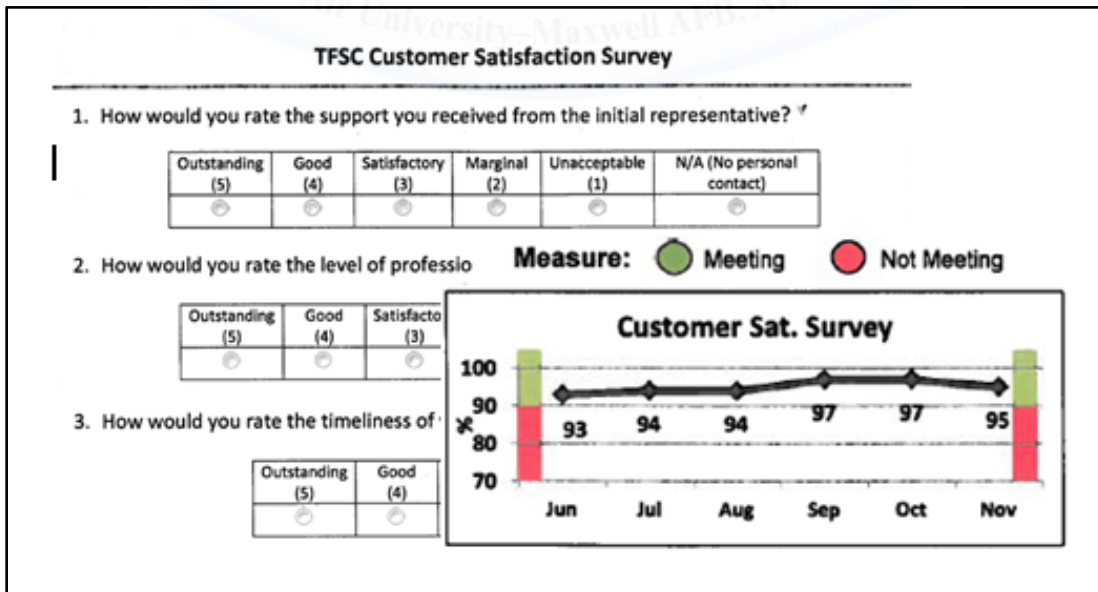 Air University–Maxwell AFB, A
TFSC Customer Satisfaction Survey
1. How would you rate the support you received from the initial representative?
Outstanding (5) Good (4) Satisfactory (3) Marginal (2) Unacceptable (1) N/A (No personal contact)
2. How would you rate the level of professio
Outstanding (5) Good (4) Satisfacto (3)
3. How would you rate the timeliness of
Outstanding (5) Good (4)
Measure: Meeting Not Meeting
Customer Sat. Survey
%
100
90
80
70
93 94 94 97 97 95
Jun Jul Aug Sep Oct Nov